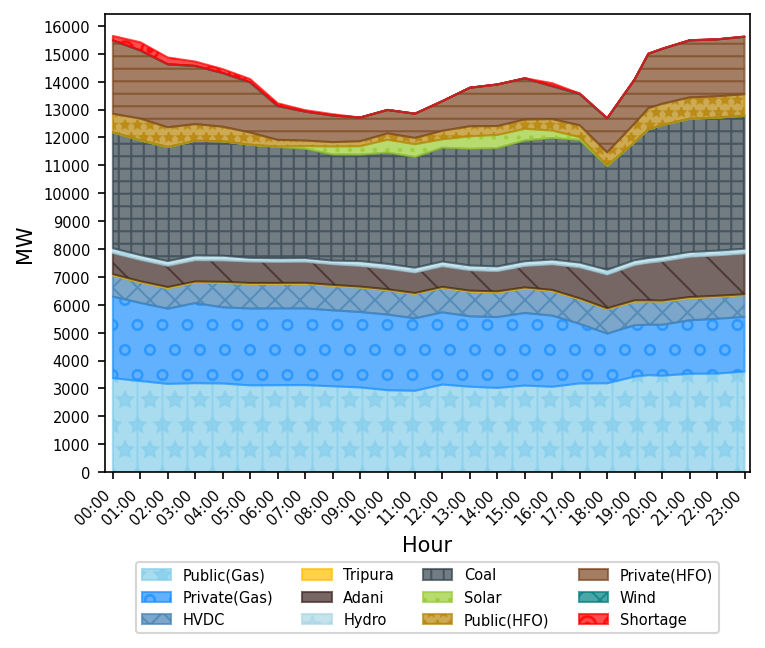 16000
15000
14000
13000
12000
11000
10000
9000
8000
7000
6000
5000
4000
3000
2000
1000
0
MW
00:00 01:00 02:00 03:00 04:00 05:00 06:00 07:00 08:00 09:00 10:00 11:00 12:00 13:00 14:00 15:00 16:00 17:00 18:00 19:00 20:00 21:00 22:00 23:00
Hour
Public(Gas) Tripura Coal Private(HFO)
Private(Gas) Adani Solar Wind
HVDC Hydro Public(HFO) Shortage